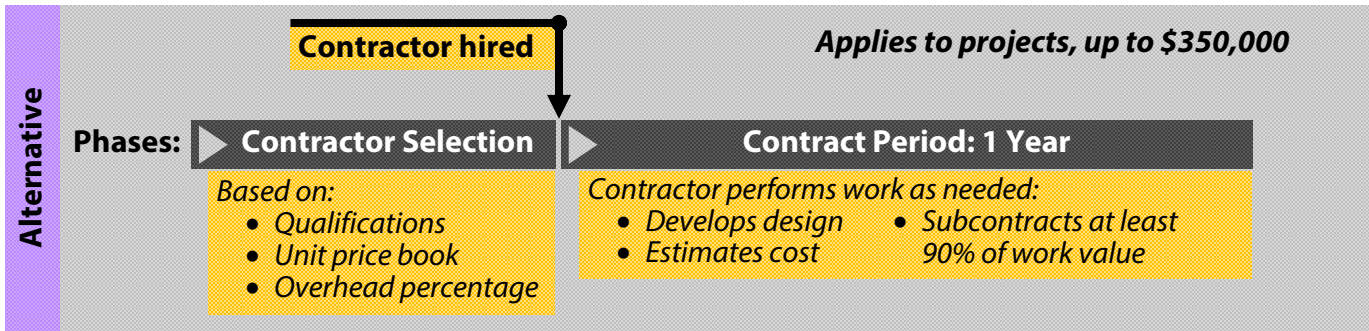 Alternative
Contractor hired
Applies to projects, up to $350,000
Phases:
Contractor Selection
Contract Period: 1 Year
Based on:
• Qualifications
• Unit price book
• Overhead percentage
Contractor performs work as needed:
• Develops design
• Estimates cost
• Subcontracts at least
90% of work value